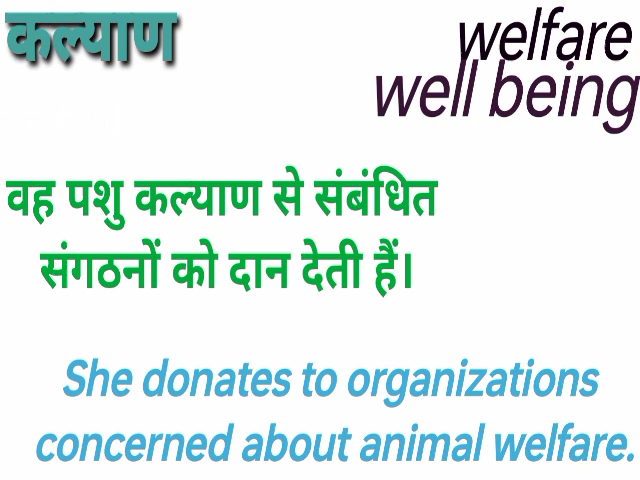 कल्याण
welfare
well being
वह पशु कल्याण से संबंधित
संगठनों को दान देती हैं।
She donates to organizations
concerned about animal welfare.